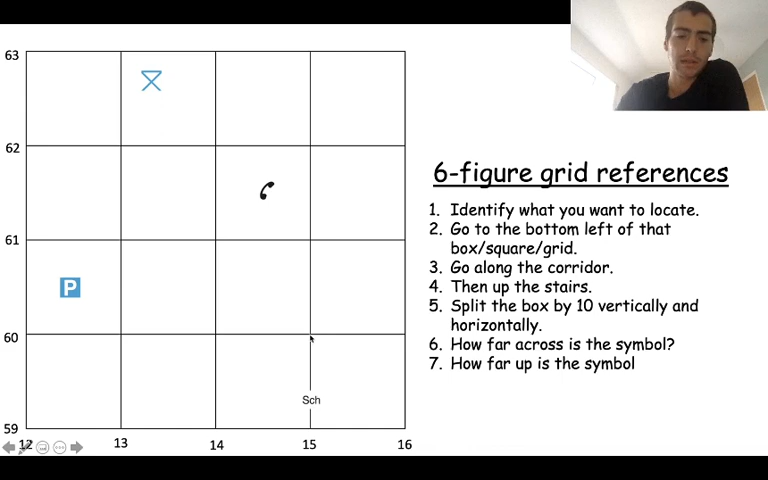 63
62
61
60
59
P
Sch
12
13
14
15
16
6-figure grid references
1. Identify what you want to locate.
2. Go to the bottom left of that
box/square/grid.
3. Go along the corridor.
4. Then up the stairs.
5. Split the box by 10 vertically and
horizontally.
6. How far across is the symbol?
7. How far up is the symbol